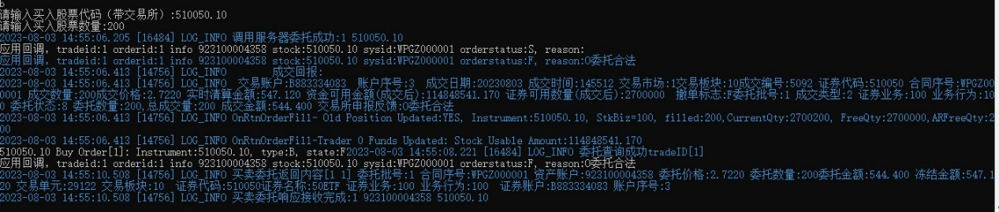 b
请输入买入股票代码（带交易所）:510050.10
请输入买入股票数量:200
2023-08-03 14:55:06.205 [16484] LOG_INFO 调用服务器委托成功:1 510050.10
应用回调, tradeid:1 orderid:1 info 923100004358 stock:510050.10 sysid:WPGZ000001 orderstatus:S, reason:
应用回调, tradeid:1 orderid:1 info 923100004358 stock:510050.10 sysid:WPGZ000001 orderstatus:F, reason:0委托合法
2023-08-03 14:55:06.413 [14756] LOG_INFO 成交回报:
2023-08-03 14:55:06.413 [14756] LOG_INFO 交易账户:B883334083 账户序号:3 成交日期:20230803 成交时间:145512 交易市场:1交易板块:10成交编号:5092 证券代码:510050 合同序号:WPGZ00
0001 成交数量:200成交价格:2.7220 实时清算金额:547.120 资金可用金额(成交后):114848541.170 证券可用数量(成交后):2700000 撤单标志:F委托批号:1 成交类型:2 证券业务:100 业务行为:10
0 委托状态:8 委托数量:200,总成交量:200 成交金额:544.400 交易所申报反馈:0委托合法
2023-08-03 14:55:06.413 [14756] LOG_INFO OnRtnOrderFill- Old Position Updated:YES, Instrument:510050.10, StkBiz=100, filled:200,CurrentQty:2700200, FreeQty:2700000,ARFreeQty:2
00
2023-08-03 14:55:06.413 [14756] LOG_INFO OnRtnOrderFill-Trader 0 Funds Updated: Stock Usable Amount:114848541.170
510050.10 Buy Order[1]: Instrument:510050.10, type:B, state:F2023-08-03 14:55:08.221 [16484] LOG_INFO 委托查询成功tradeID[1]
应用回调, tradeid:1 orderid:1 info 923100004358 stock:510050.10 sysid:WPGZ000001 orderstatus:F, reason:0委托合法
2023-08-03 14:55:10.508 [14756] LOG_INFO 买卖委托返回内容[1 1] 委托批号:1 合同序号:WPGZ000001 资产账户:923100004358 委托价格:2.7220 委托数量:200委托金额:544.400 冻结金额:547.1
20 交易单元:29122 交易板块:10 证券代码:510050证券名称:50ETF 证券业务:100 业务行为:100 证券账户:B883334083 账户序号:3
2023-08-03 14:55:10.508 [14756] LOG_INFO 买卖委托响应接收完成:1 923100004358 510050.10